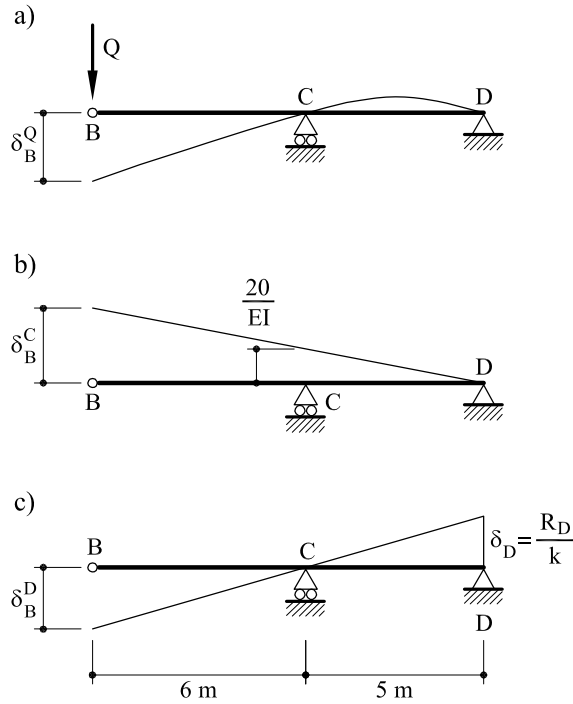 a)
Q
C
D
B
δ_B^Q
b)
20
EI
δ_B^C
D
B
C
c)
B
C
δ_D = R_D
k
δ_B^D
D
6 m
5 m